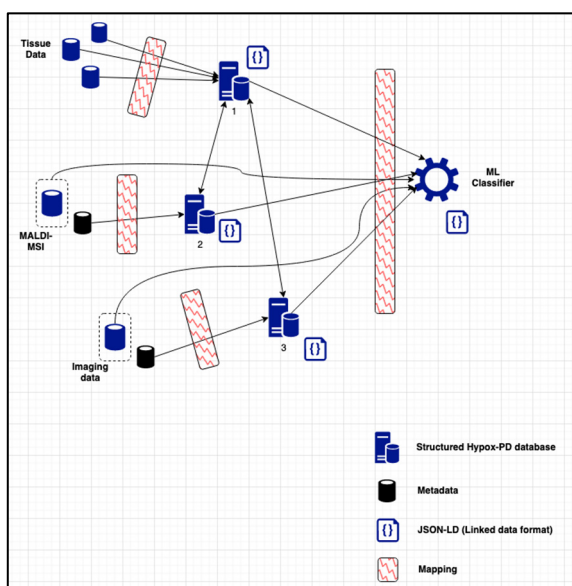 Tissue
Data
{}
1
ML
Classifier
{}
MALDI-
MSI
2
{}
3
{}
Imaging
data
Structured Hypox-PD database
Metadata
{}
JSON-LD (Linked data format)
Mapping